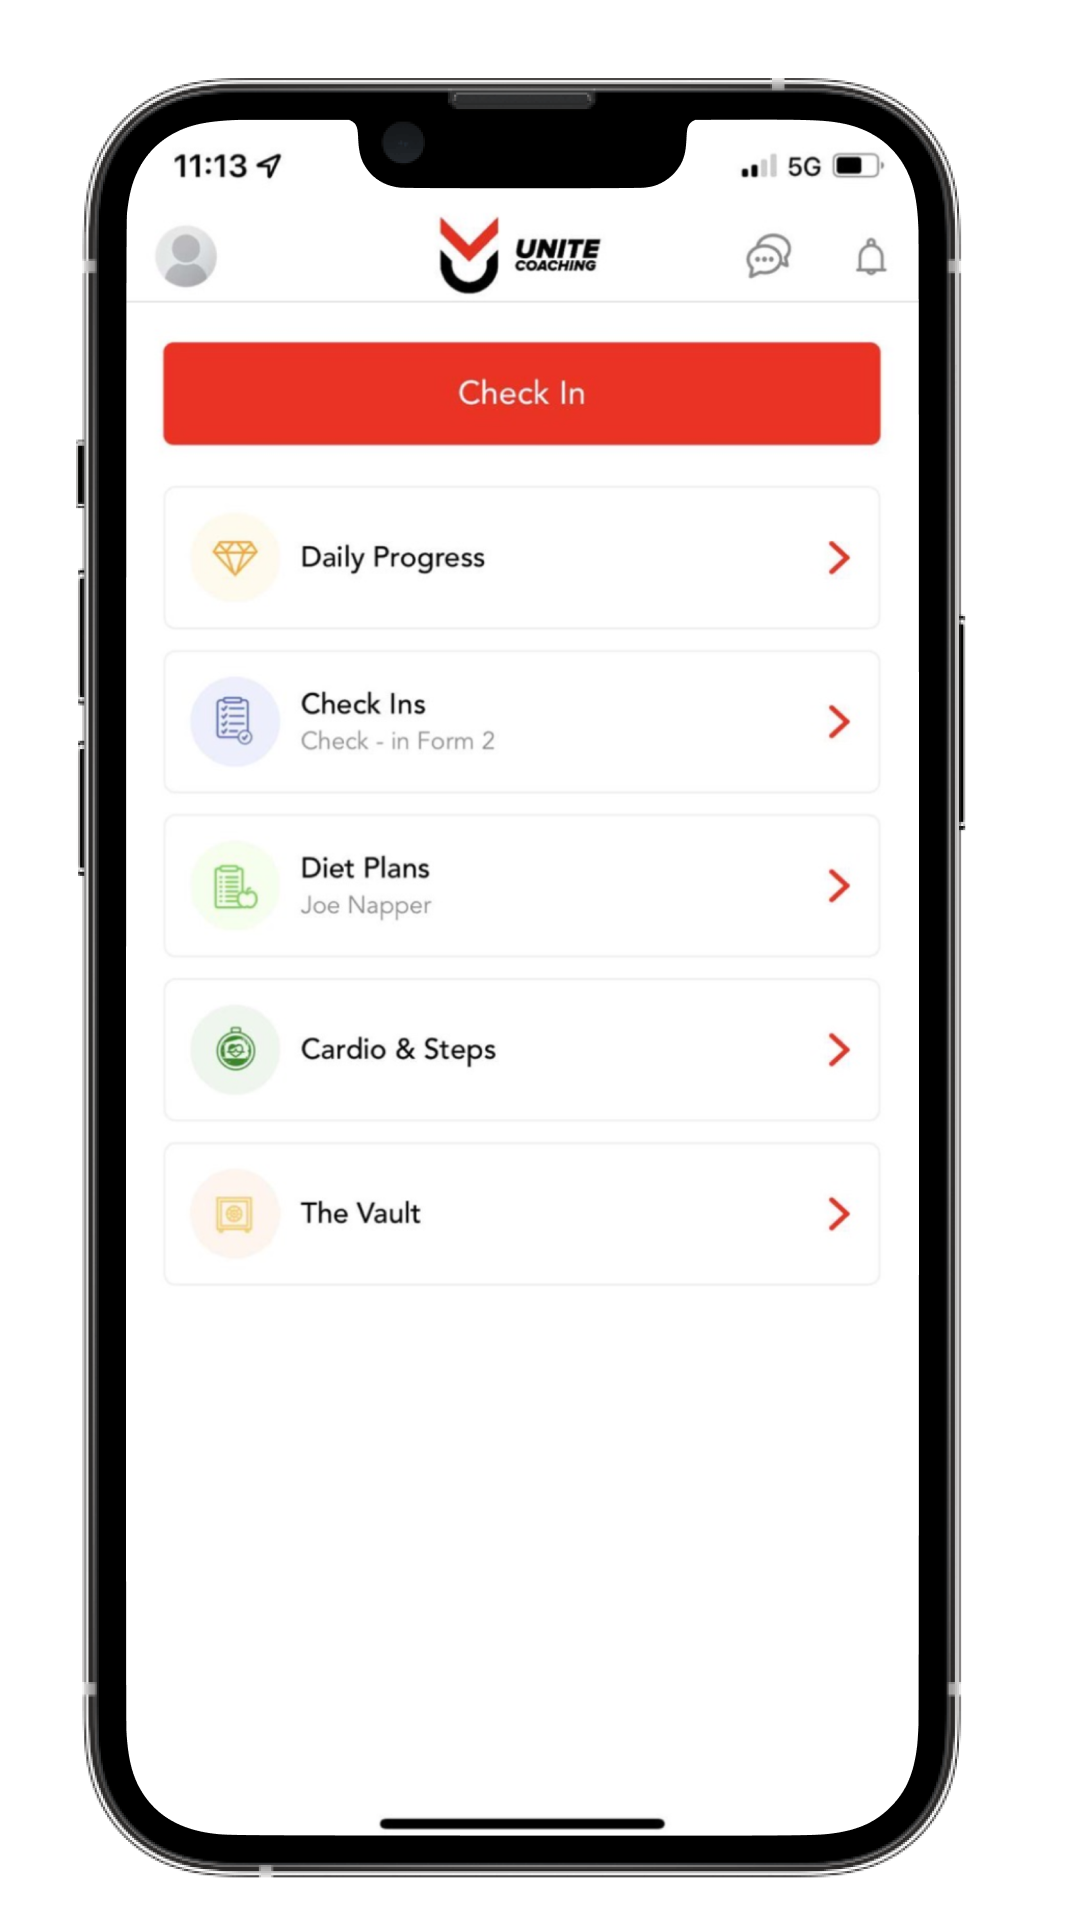 11:13
5G
UNITE
COACHING
Check In
Daily Progress
Check Ins
Check - in Form 2
Diet Plans
Joe Napper
Cardio & Steps
The Vault